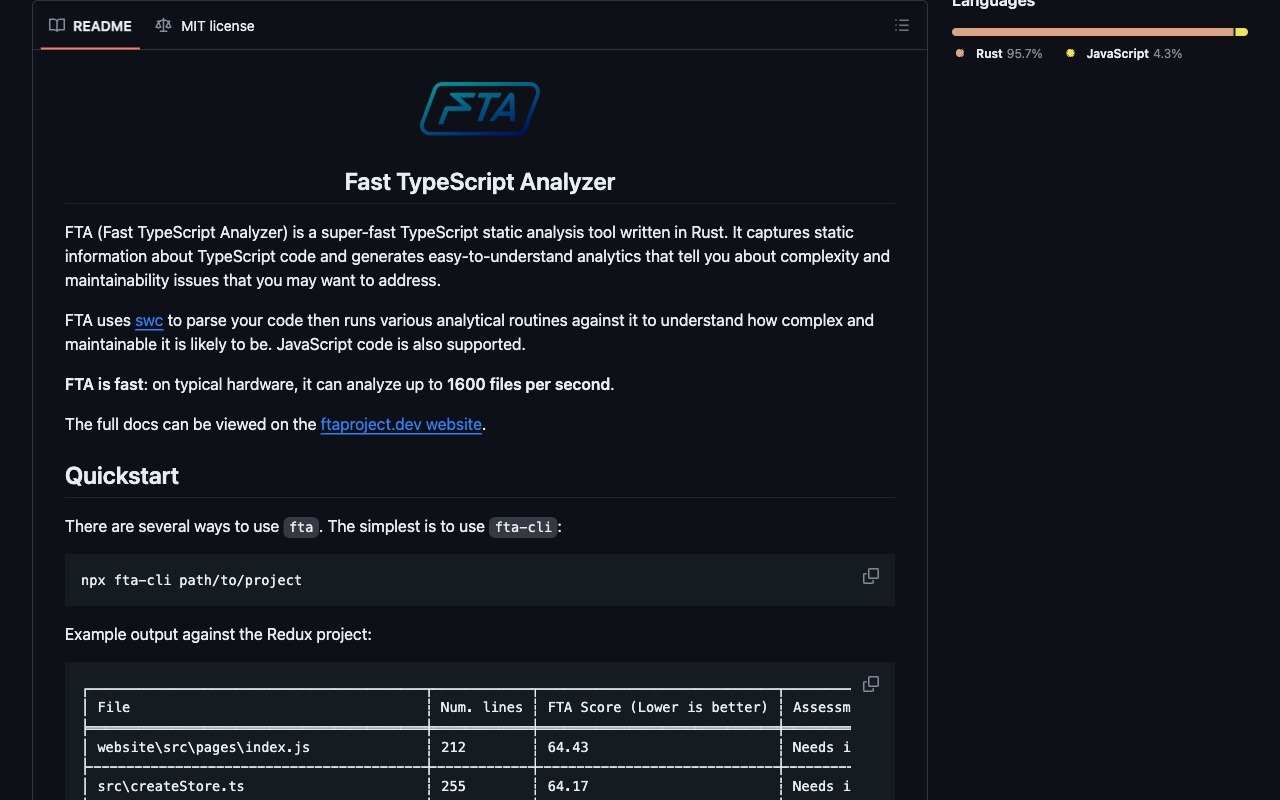 README
MIT license
Languages
Rust 95.7%
JavaScript 4.3%
FTA
Fast TypeScript Analyzer
FTA (Fast TypeScript Analyzer) is a super-fast TypeScript static analysis tool written in Rust. It captures static
information about TypeScript code and generates easy-to-understand analytics that tell you about complexity and
maintainability issues that you may want to address.
FTA uses swc to parse your code then runs various analytical routines against it to understand how complex and
maintainable it is likely to be. JavaScript code is also supported.
FTA is fast: on typical hardware, it can analyze up to 1600 files per second.
The full docs can be viewed on the ftaproject.dev website.
Quickstart
There are several ways to use fta. The simplest is to use fta-cli:
npx fta-cli path/to/project
Example output against the Redux project:
File Num. lines FTA Score (Lower is better) Assessm
website\src\pages\index.js 212 64.43 Needs i
src\createStore.ts 255 64.17 Needs i